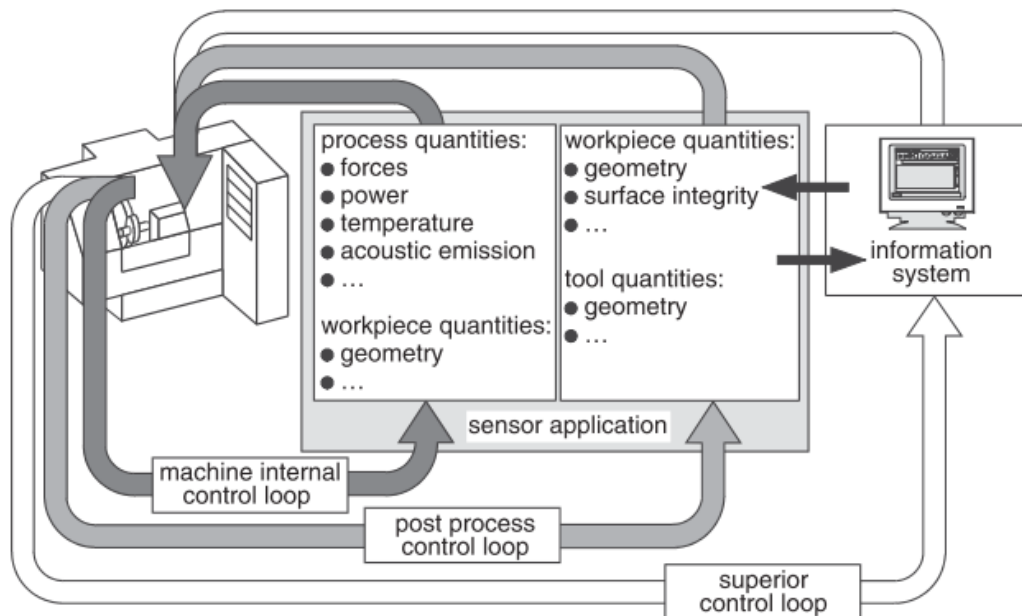 process quantities:
● forces
● power
● temperature
● acoustic emission
● ...
workpiece quantities:
● geometry
● ...
workpiece quantities:
● geometry
● surface integrity
● ...
tool quantities:
● geometry
● ...
information
system
sensor application
machine internal
control loop
post process
control loop
superior
control loop